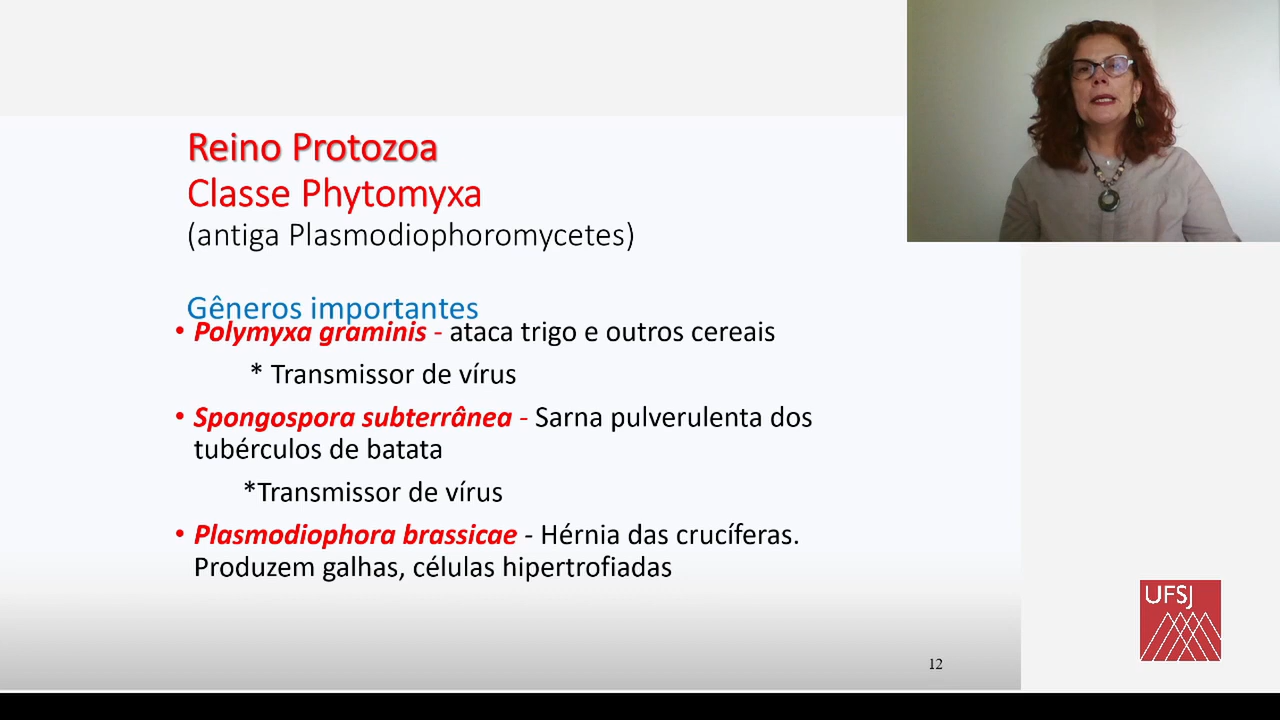 Reino Protozoa
Classe Phytomyxa
(antiga Plasmodiophoromycetes)
Gêneros importantes
• Polymyxa graminis - ataca trigo e outros cereais
* Transmissor de vírus
• Spongospora subterrânea - Sarna pulverulenta dos
tubérculos de batata
*Transmissor de vírus
• Plasmodiophora brassicae - Hérnia das crucíferas.
Produzem galhas, células hipertrofiadas
UFSJ
12